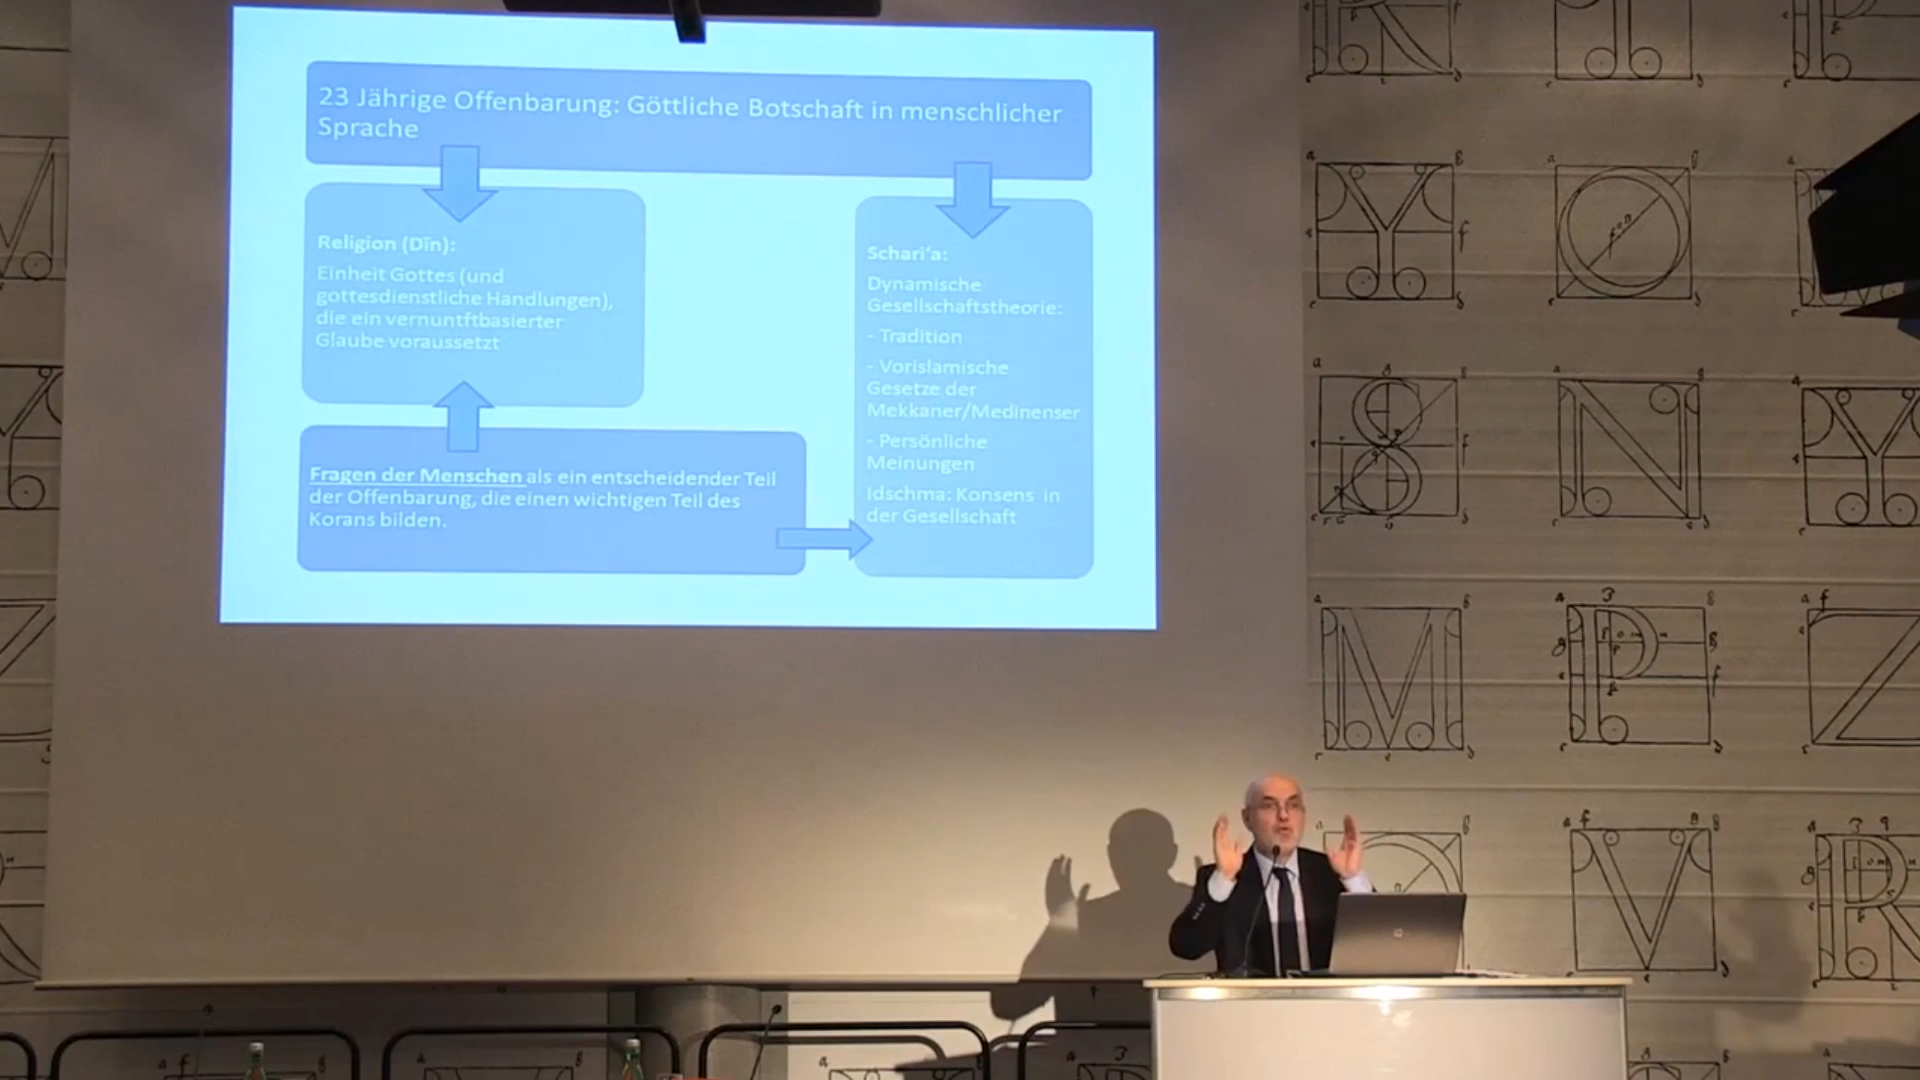 23 Jährige Offenbarung: Göttliche Botschaft in menschlicher
Sprache
Religion (Dīn):
Einheit Gottes (und
gottesdienstliche Handlungen),
die ein vernuntftbasierter
Glaube voraussetzt
Fragen der Menschen als ein entscheidender Teil
der Offenbarung, die einen wichtigen Teil des
Korans bilden.
Schari‘a:
Dynamische
Gesellschaftstheorie:
- Tradition
- Vorislamische
Gesetze der
Mekkaner/Medinenser
- Persönliche
Meinungen
Idschma: Konsens in
der Gesellschaft
Y
O
S
N
Y
M
P
Z
V
R
hp